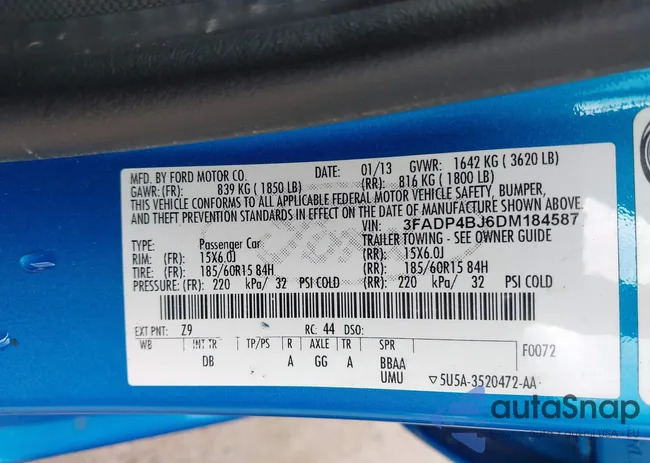 MFD. BY FORD MOTOR CO. DATE: 01/13 GVWR: 1642 KG ( 3620 LB)
GAWR: (FR): 839 KG ( 1850 LB) (RR): 816 KG ( 1800 LB)
THIS VEHICLE CONFORMS TO ALL APPLICABLE FEDERAL MOTOR VEHICLE SAFETY, BUMPER,
AND THEFT PREVENTION STANDARDS IN EFFECT ON THE DATE OF MANUFACTURE SHOWN ABOVE.
VIN: 3FADP4BJ6DM184587
TYPE: Passenger Car TRAILER TOWING - SEE OWNER GUIDE
RIM: (FR) 15X6.0J (RR): 15X6.0J
TIRE: (FR) 185/60R15 84H (RR): 185/60R15 84H
PRESSURE: (FR): 220 kPa/ 32 PSI COLD (RR): 220 kPa/ 32 PSI COLD
EXT PNT: Z9 RC: 44 DSO:
WB INT TR TP/PS R AXLE TR SPR F0072
DB A GG A BBAA
UMU ▽5U5A-3520472-AA
autoSnap